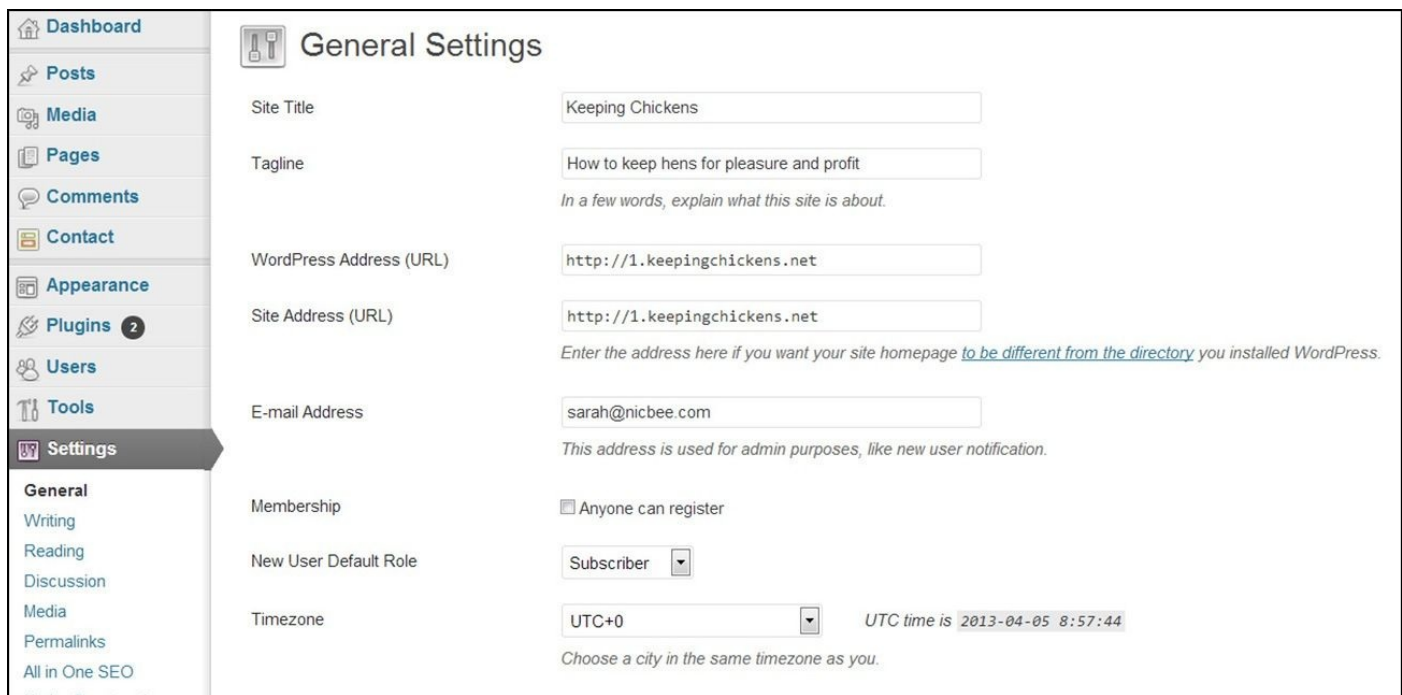 Dashboard
Posts
Media
Pages
Comments
Contact
Appearance
Plugins 2
Users
Tools
Settings
General
Writing
Reading
Discussion
Media
Permalinks
All in One SEO
General Settings
Site Title Keeping Chickens
Tagline How to keep hens for pleasure and profit
In a few words, explain what this site is about.
WordPress Address (URL) http://1.keepingchickens.net
Site Address (URL) http://1.keepingchickens.net
Enter the address here if you want your site homepage to be different from the directory you installed WordPress.
E-mail Address sarah@nicbee.com
This address is used for admin purposes, like new user notification.
Membership Anyone can register
New User Default Role Subscriber
Timezone UTC+0 UTC time is 2013-04-05 8:57:44
Choose a city in the same timezone as you.